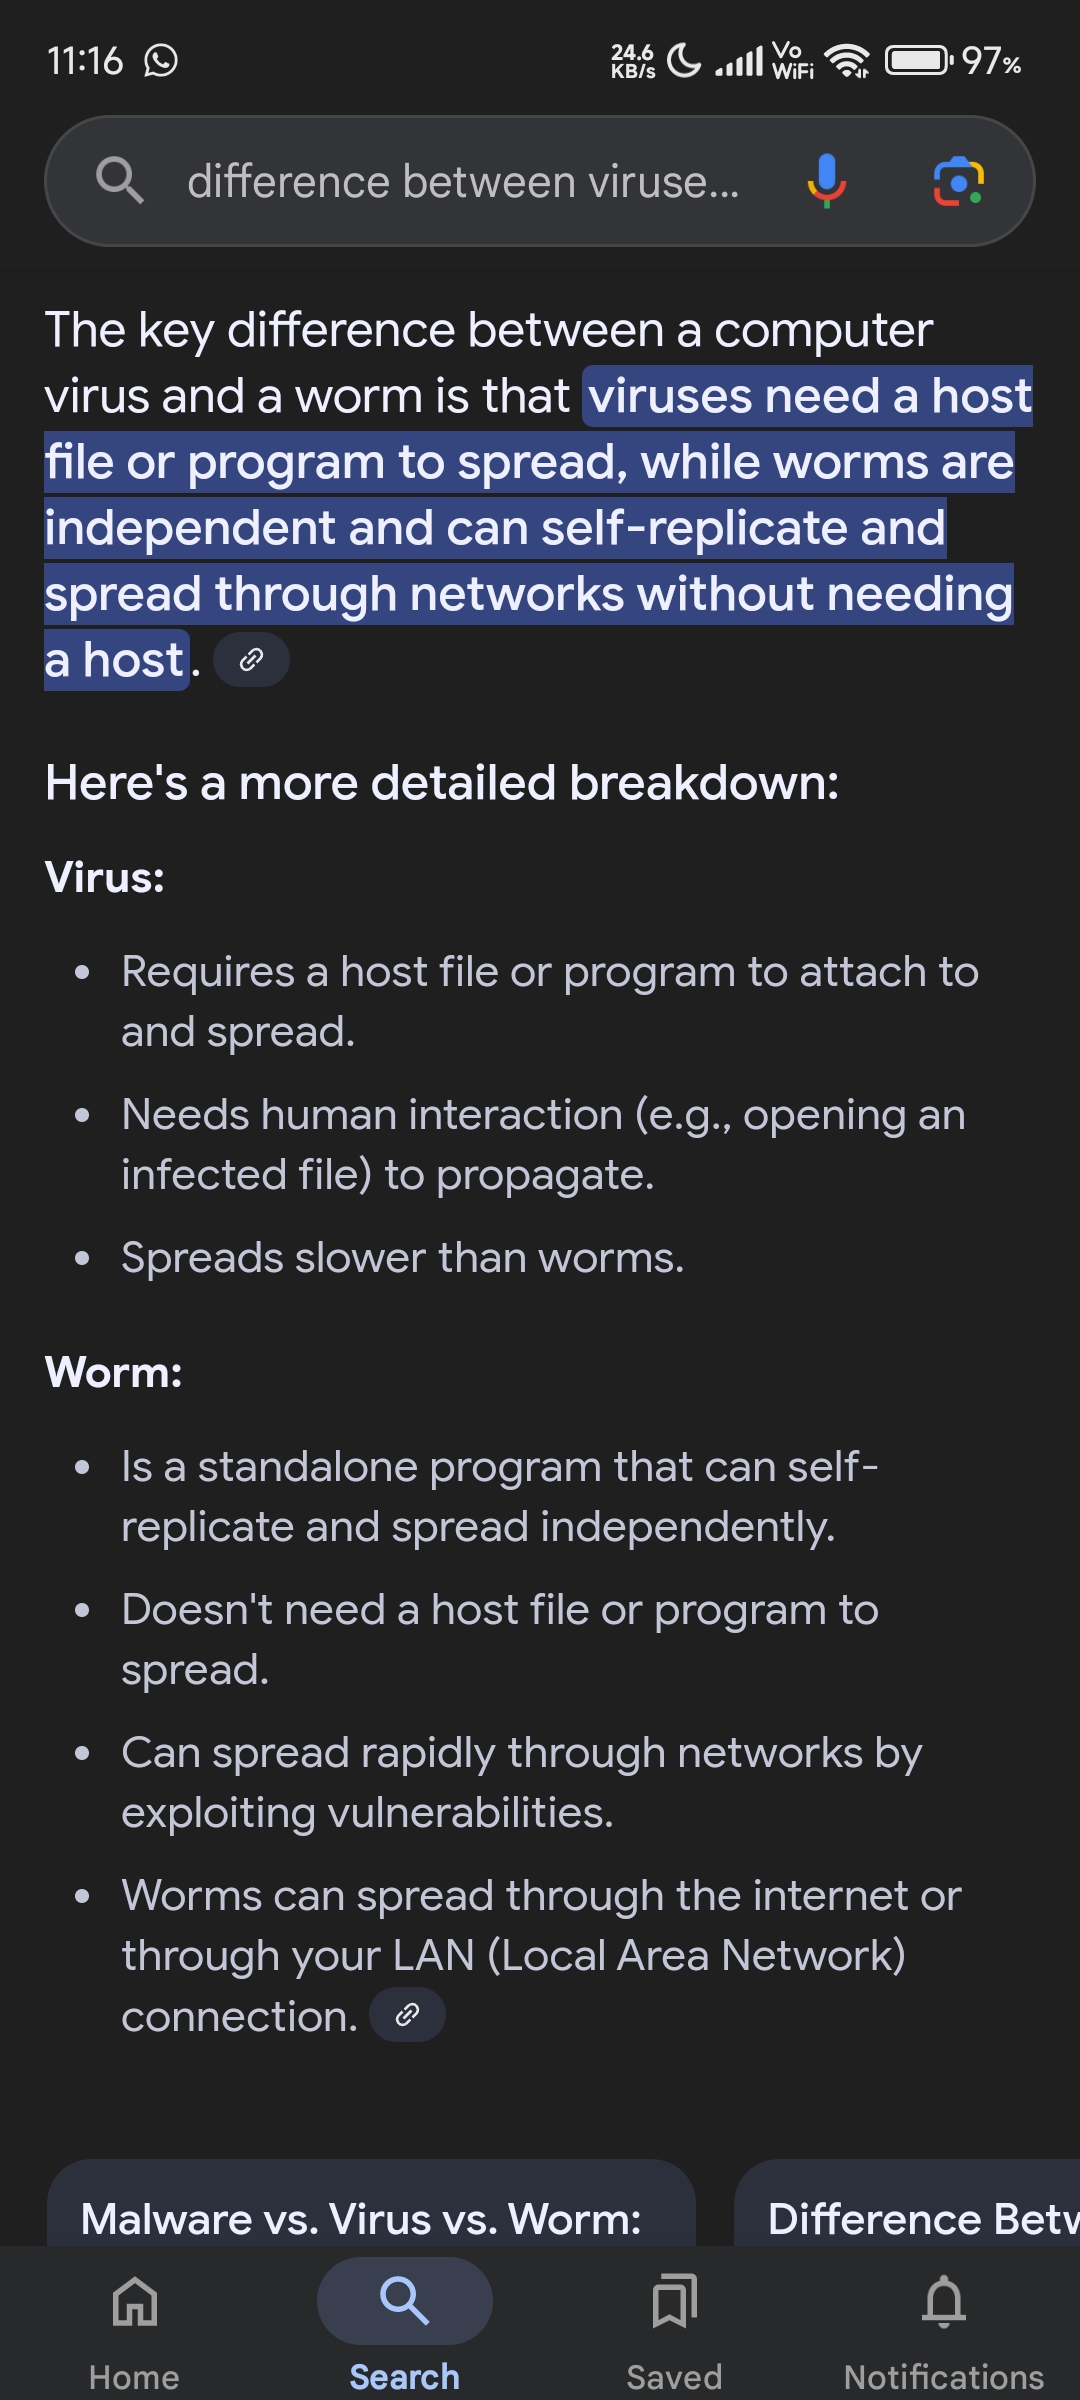 11:16
24.6 KB/s
Vo WiFi
97%
difference between viruse...
The key difference between a computer
virus and a worm is that viruses need a host
file or program to spread, while worms are
independent and can self-replicate and
spread through networks without needing
a host.
Here's a more detailed breakdown:
Virus:
• Requires a host file or program to attach to
and spread.
• Needs human interaction (e.g., opening an
infected file) to propagate.
• Spreads slower than worms.
Worm:
• Is a standalone program that can self-
replicate and spread independently.
• Doesn't need a host file or program to
spread.
• Can spread rapidly through networks by
exploiting vulnerabilities.
• Worms can spread through the internet or
through your LAN (Local Area Network)
connection.
Malware vs. Virus vs. Worm:
Difference Betw
Home
Search
Saved
Notifications